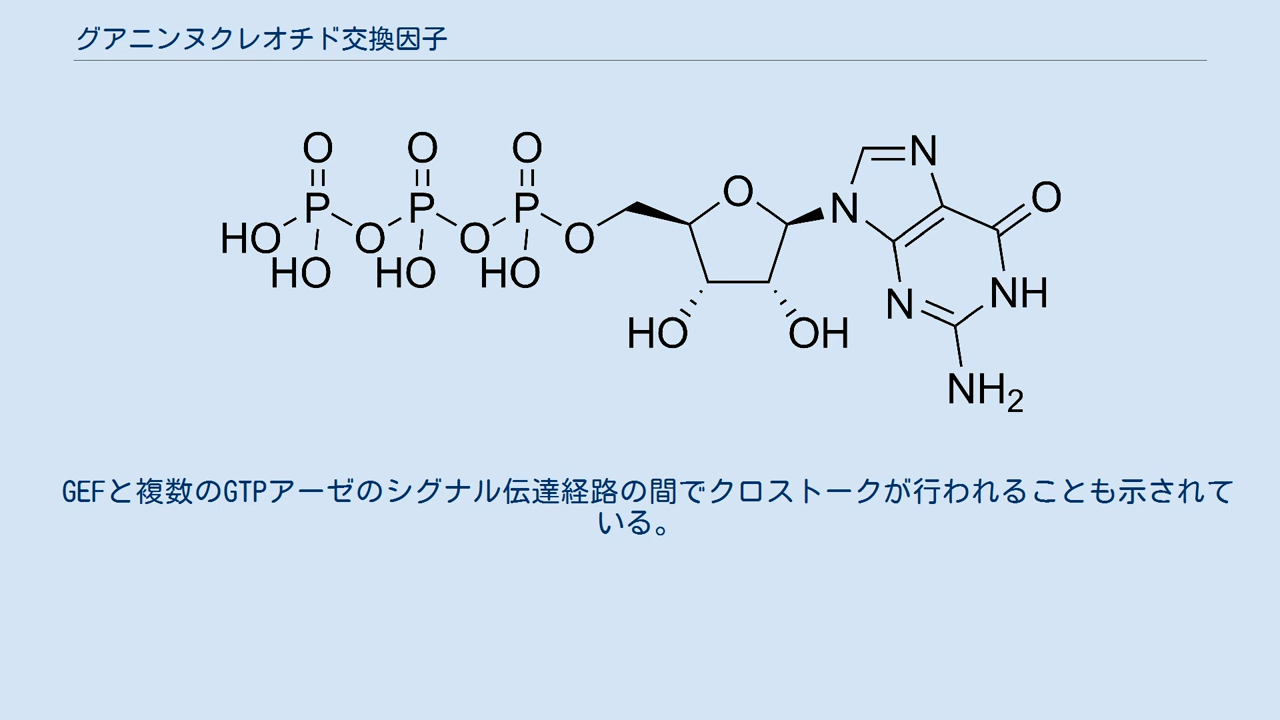 グアニンヌクレオチド交換因子
O O O
P P P
HO O O O
HO HO HO
O
N
N
O
NH
N
NH2
HO OH
GEFと複数のGTPアーゼのシグナル伝達経路の間でクロストークが行われることも示されて
いる。